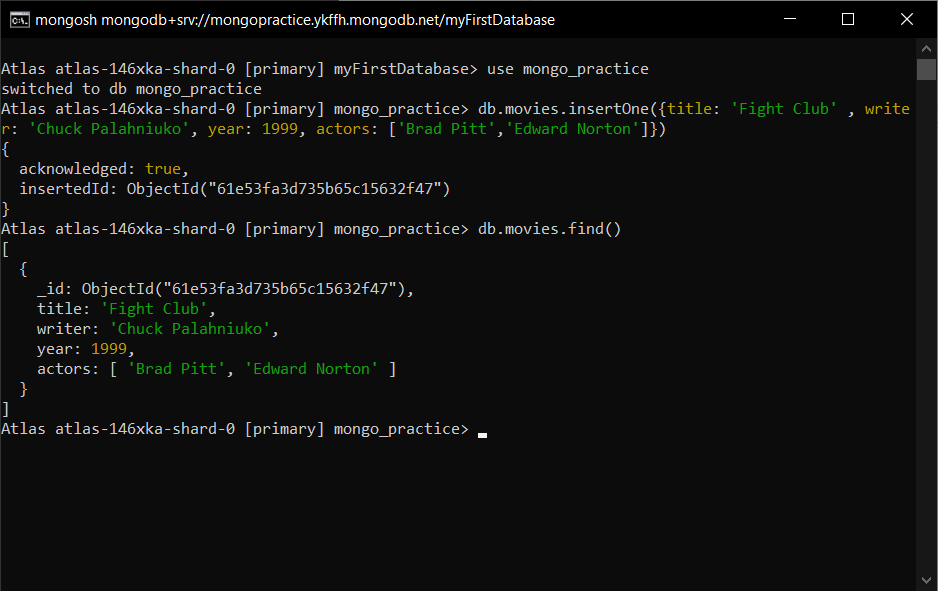 mongosh mongodb+srv://mongopractice.ykffh.mongodb.net/myFirstDatabase
Atlas atlas-146xka-shard-0 [primary] myFirstDatabase> use mongo_practice
switched to db mongo_practice
Atlas atlas-146xka-shard-0 [primary] mongo_practice> db.movies.insertOne({title: 'Fight Club' , write
r: 'Chuck Palahniuko', year: 1999, actors: ['Brad Pitt','Edward Norton']})
{
  acknowledged: true,
  insertedId: ObjectId("61e53fa3d735b65c15632f47")
}
Atlas atlas-146xka-shard-0 [primary] mongo_practice> db.movies.find()
[
  {
    _id: ObjectId("61e53fa3d735b65c15632f47"),
    title: 'Fight Club',
    writer: 'Chuck Palahniuko',
    year: 1999,
    actors: [ 'Brad Pitt', 'Edward Norton' ]
  }
]
Atlas atlas-146xka-shard-0 [primary] mongo_practice>